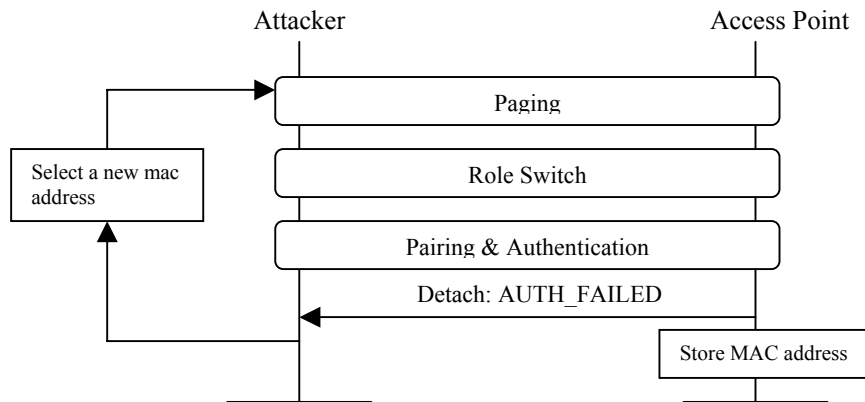 Attacker
Access Point
Paging
Select a new mac
address
Role Switch
Pairing & Authentication
Detach: AUTH_FAILED
Store MAC address